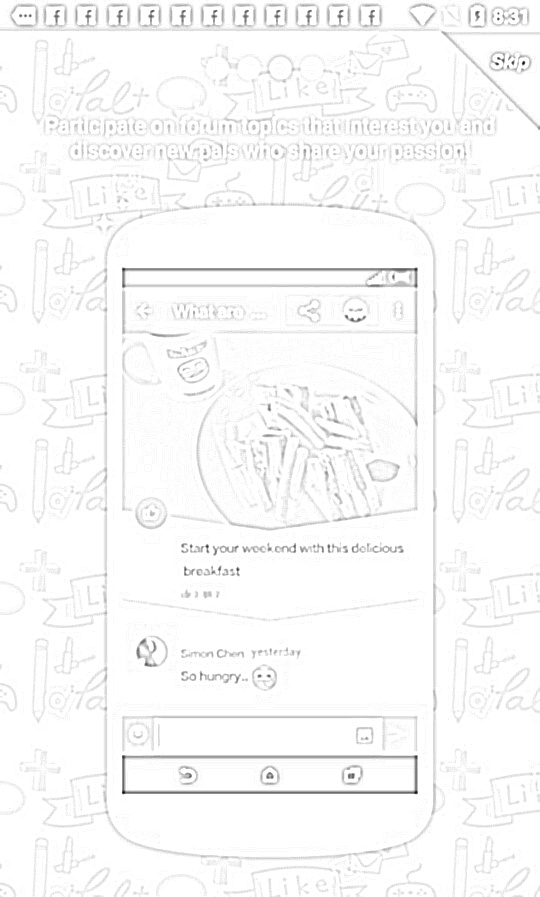 8:31
Skip
Participate on forum topics that interest you and
discover new pals who share your passion!
What are ...
Start your weekend with this delicious
breakfast
Simon Chen yesterday
So hungry..